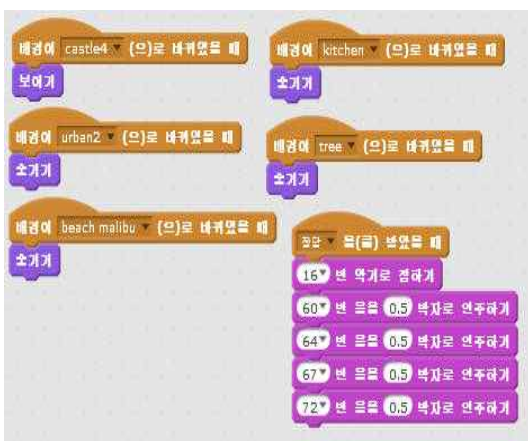 배경이 castle4 (으)로 바뀌었을 때
보이기
배경이 kitchen (으)로 바뀌었을 때
숨기기
배경이 urban2 (으)로 바뀌었을 때
숨기기
배경이 tree (으)로 바뀌었을 때
숨기기
배경이 beach malibu (으)로 바뀌었을 때
숨기기
을(를) 받았을 때
16 번 악기로 정하기
60 번 음을 0.5 박자로 연주하기
64 번 음을 0.5 박자로 연주하기
67 번 음을 0.5 박자로 연주하기
72 번 음을 0.5 박자로 연주하기